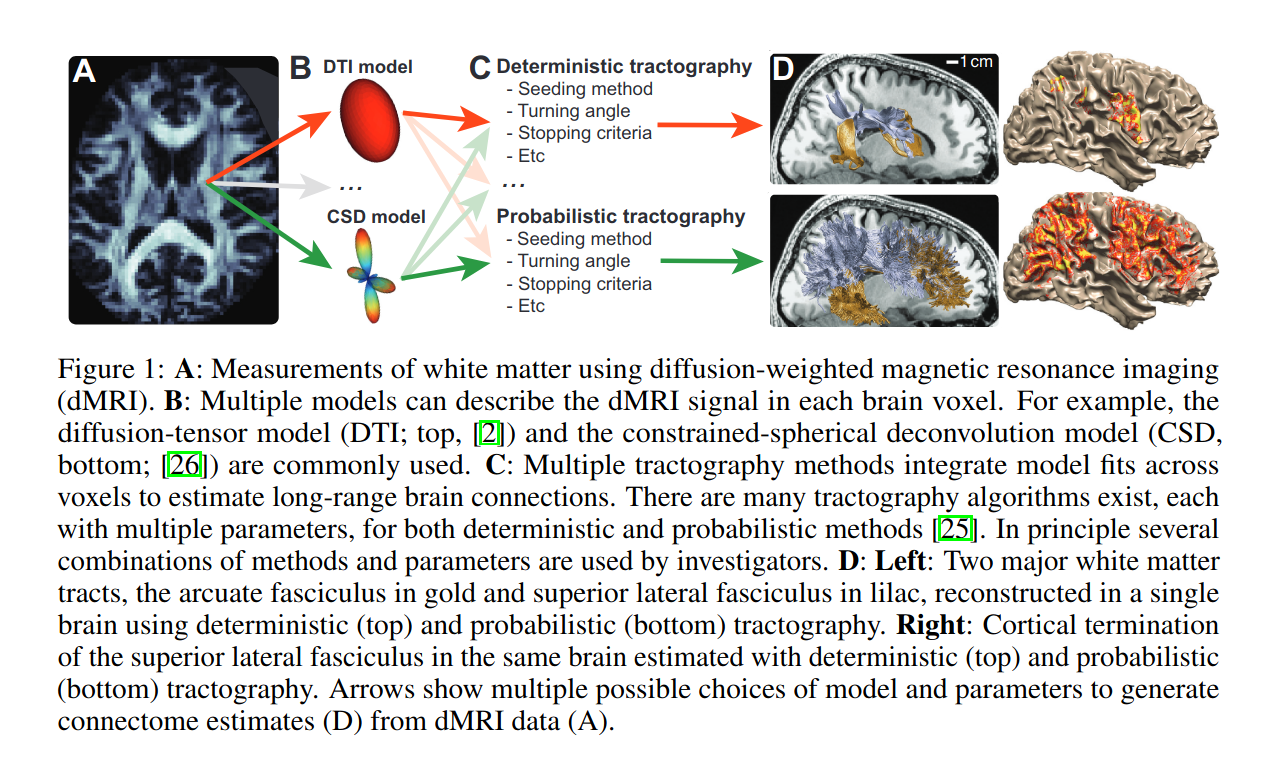 A
B DTI model
...
CSD model
C Deterministic tractography
- Seeding method
- Turning angle
- Stopping criteria
- Etc
...
Probabilistic tractography
- Seeding method
- Turning angle
- Stopping criteria
- Etc
D
1 cm
Figure 1: A: Measurements of white matter using diffusion-weighted magnetic resonance imaging
(dMRI). B: Multiple models can describe the dMRI signal in each brain voxel. For example, the
diffusion-tensor model (DTI; top, [2]) and the constrained-spherical deconvolution model (CSD,
bottom; [26]) are commonly used. C: Multiple tractography methods integrate model fits across
voxels to estimate long-range brain connections. There are many tractography algorithms exist, each
with multiple parameters, for both deterministic and probabilistic methods [25]. In principle several
combinations of methods and parameters are used by investigators. D: Left: Two major white matter
tracts, the arcuate fasciculus in gold and superior lateral fasciculus in lilac, reconstructed in a single
brain using deterministic (top) and probabilistic (bottom) tractography. Right: Cortical termination
of the superior lateral fasciculus in the same brain estimated with deterministic (top) and probabilistic
(bottom) tractography. Arrows show multiple possible choices of model and parameters to generate
connectome estimates (D) from dMRI data (A).